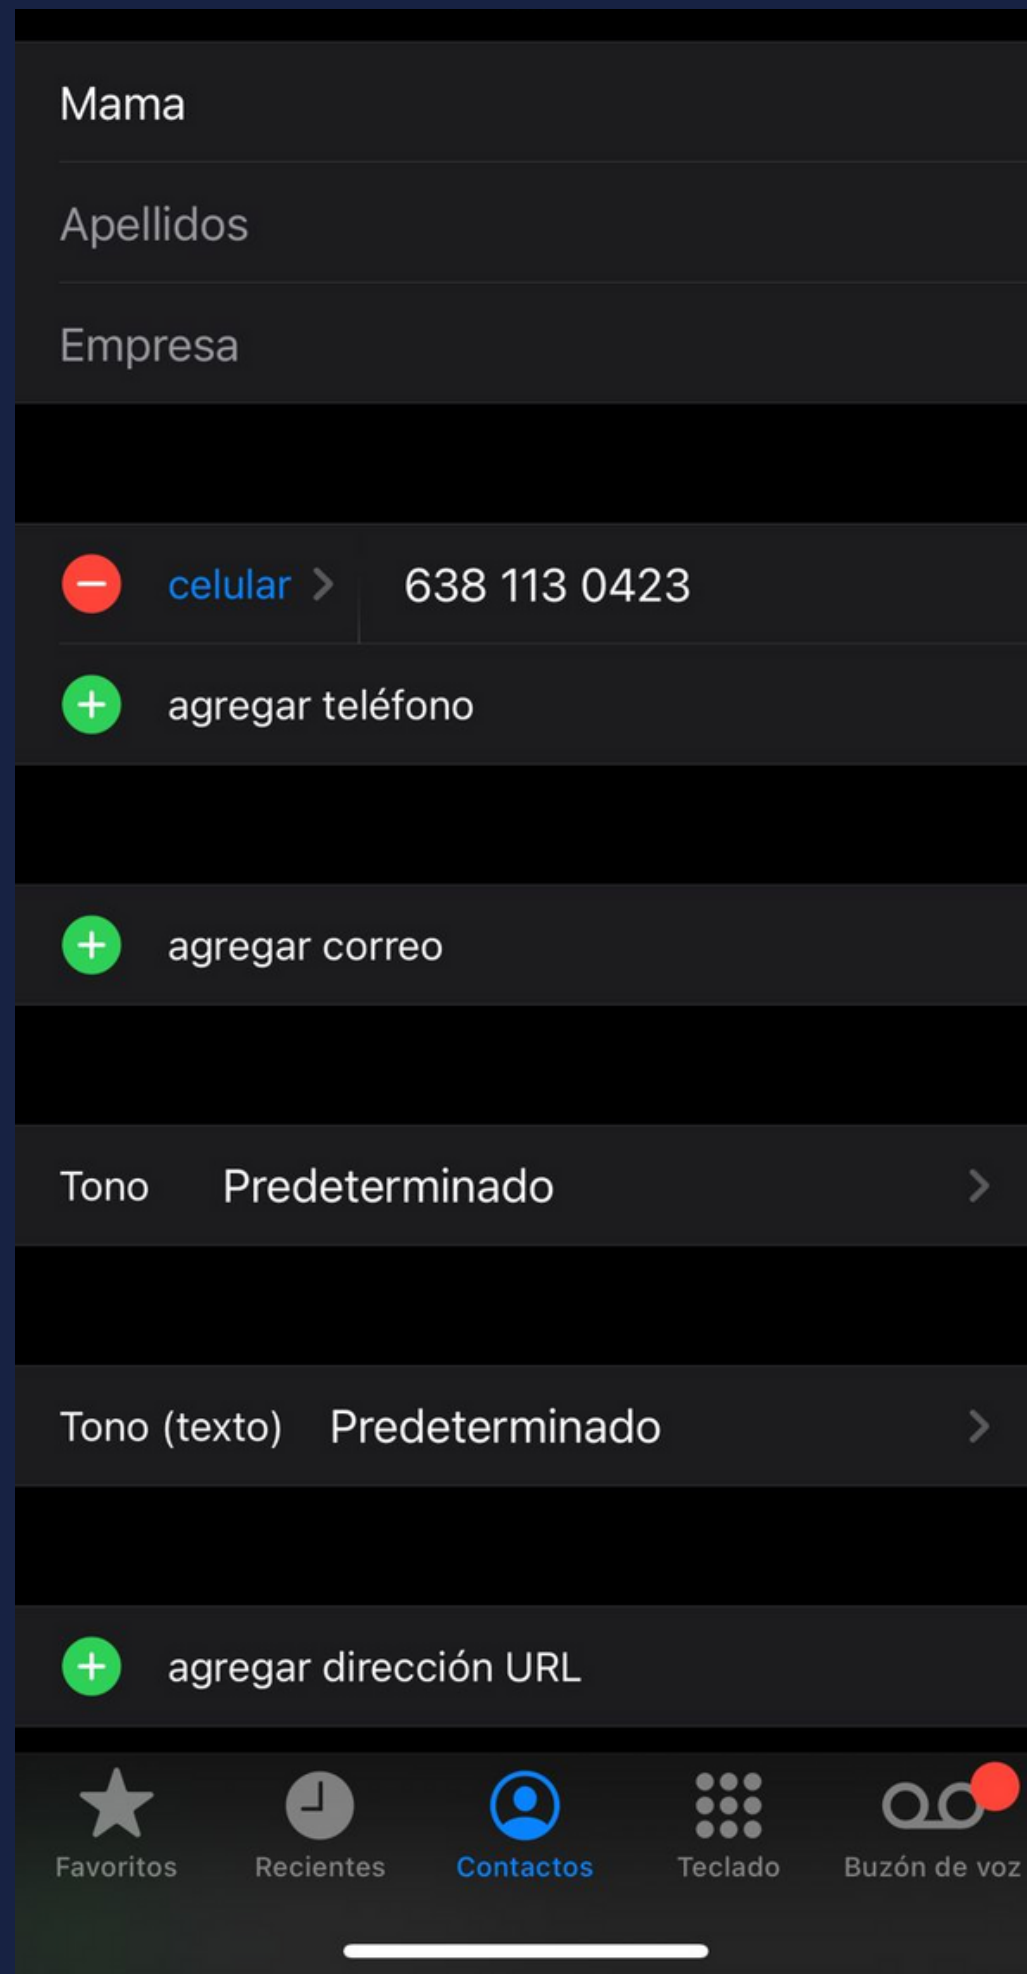 Mama
Apellidos
Empresa
celular 638 113 0423
agregar teléfono
agregar correo
Tono Predeterminado
Tono (texto) Predeterminado
agregar dirección URL
Favoritos Recientes Contactos Teclado Buzón de voz